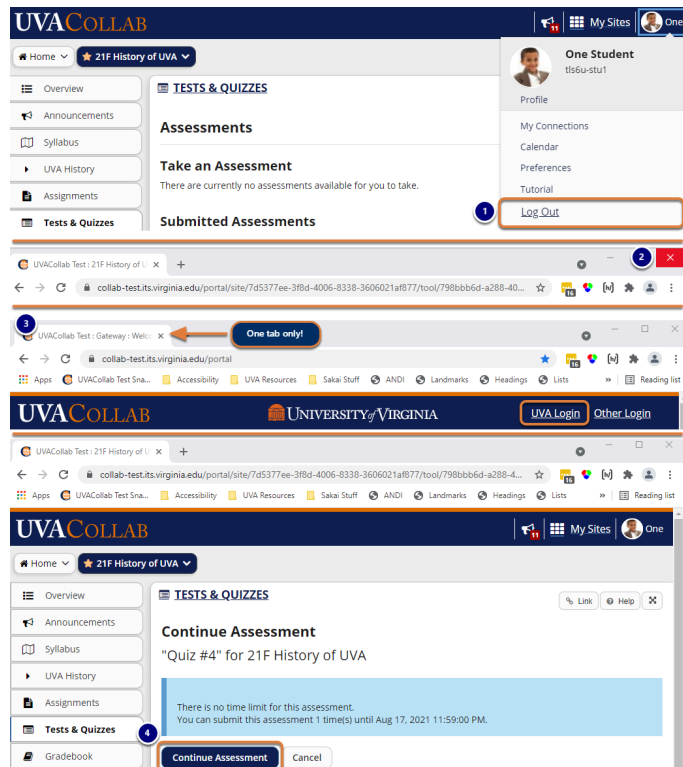 UVACOLLAB
11
My Sites
One
Home
21F History of UVA
One Student
tls6u-stu1
Profile
My Connections
Calendar
Preferences
Tutorial
1
Log Out
Overview
Announcements
Syllabus
UVA History
Assignments
Tests & Quizzes
TESTS & QUIZZES
Assessments
Take an Assessment
There are currently no assessments available for you to take.
Submitted Assessments
2
UVACollab Test : 21F History of U
collab-test.its.virginia.edu/portal/site/7d5377ee-3f8d-4006-8338-3606021af877/tool/798bbb6d-a288-40...
16
3
UVACollab Test : Gateway : Welc
One tab only!
collab-test.its.virginia.edu/portal
16
Apps
UVACollab Test Sna...
Accessibility
UVA Resources
Sakai Stuff
ANDI
Landmarks
Headings
Lists
»
Reading list
UVACOLLAB
UNIVERSITY of VIRGINIA
UVA Login
Other Login
UVACollab Test : 21F History of U
collab-test.its.virginia.edu/portal/site/7d5377ee-3f8d-4006-8338-3606021af877/tool/798bbb6d-a288-4...
16
Apps
UVACollab Test Sna...
Accessibility
UVA Resources
Sakai Stuff
ANDI
Landmarks
Headings
Lists
»
Reading list
UVACOLLAB
11
My Sites
One
Home
21F History of UVA
Overview
Announcements
Syllabus
UVA History
Assignments
Tests & Quizzes
Gradebook
TESTS & QUIZZES
Link
Help
Continue Assessment
"Quiz #4" for 21F History of UVA
There is no time limit for this assessment.
You can submit this assessment 1 time(s) until Aug 17, 2021 11:59:00 PM.
4
Continue Assessment
Cancel